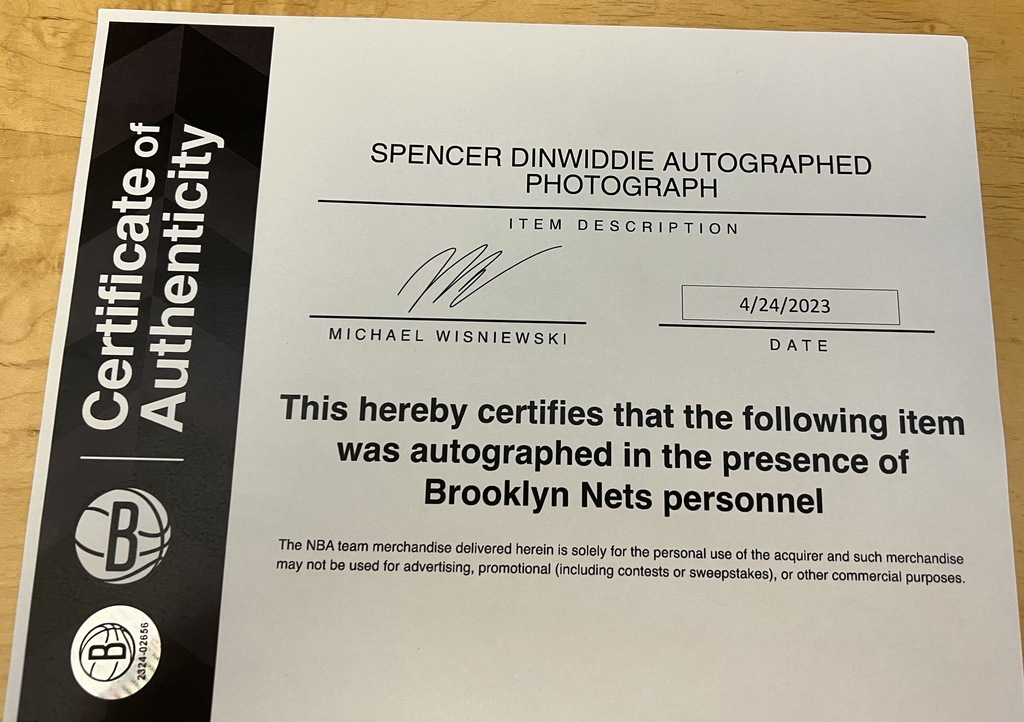 Certificate of
Authenticity
B
B
2324-02656
SPENCER DINWIDDIE AUTOGRAPHED
PHOTOGRAPH
ITEM DESCRIPTION
MICHAEL WISNIEWSKI
4/24/2023
DATE
This hereby certifies that the following item
was autographed in the presence of
Brooklyn Nets personnel
The NBA team merchandise delivered herein is solely for the personal use of the acquirer and such merchandise
may not be used for advertising, promotional (including contests or sweepstakes), or other commercial purposes.